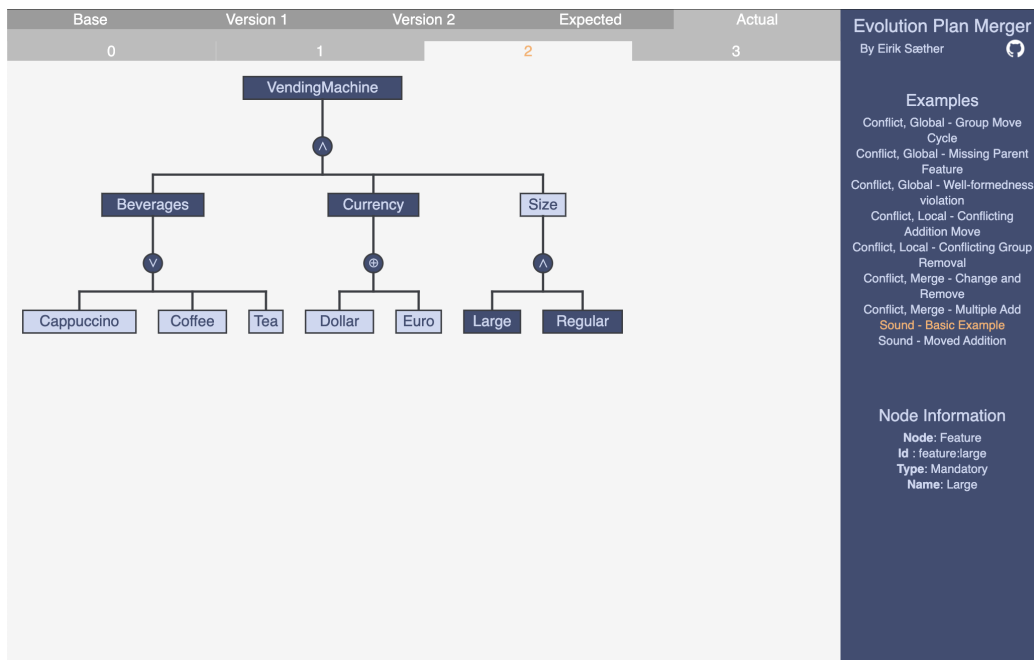 Base Version 1 Version 2 Expected Actual
0 1 2 3
VendingMachine
∧
Beverages Currency Size
∨ ⊕ ∧
Cappuccino Coffee Tea Dollar Euro Large Regular
Evolution Plan Merger
By Eirik Sæther
Examples
Conflict, Global - Group Move
Cycle
Conflict, Global - Missing Parent
Feature
Conflict, Global - Well-formedness
violation
Conflict, Local - Conflicting
Addition Move
Conflict, Local - Conflicting Group
Removal
Conflict, Merge - Change and
Remove
Conflict, Merge - Multiple Add
Sound - Basic Example
Sound - Moved Addition
Node Information
Node: Feature
Id : feature:large
Type: Mandatory
Name: Large